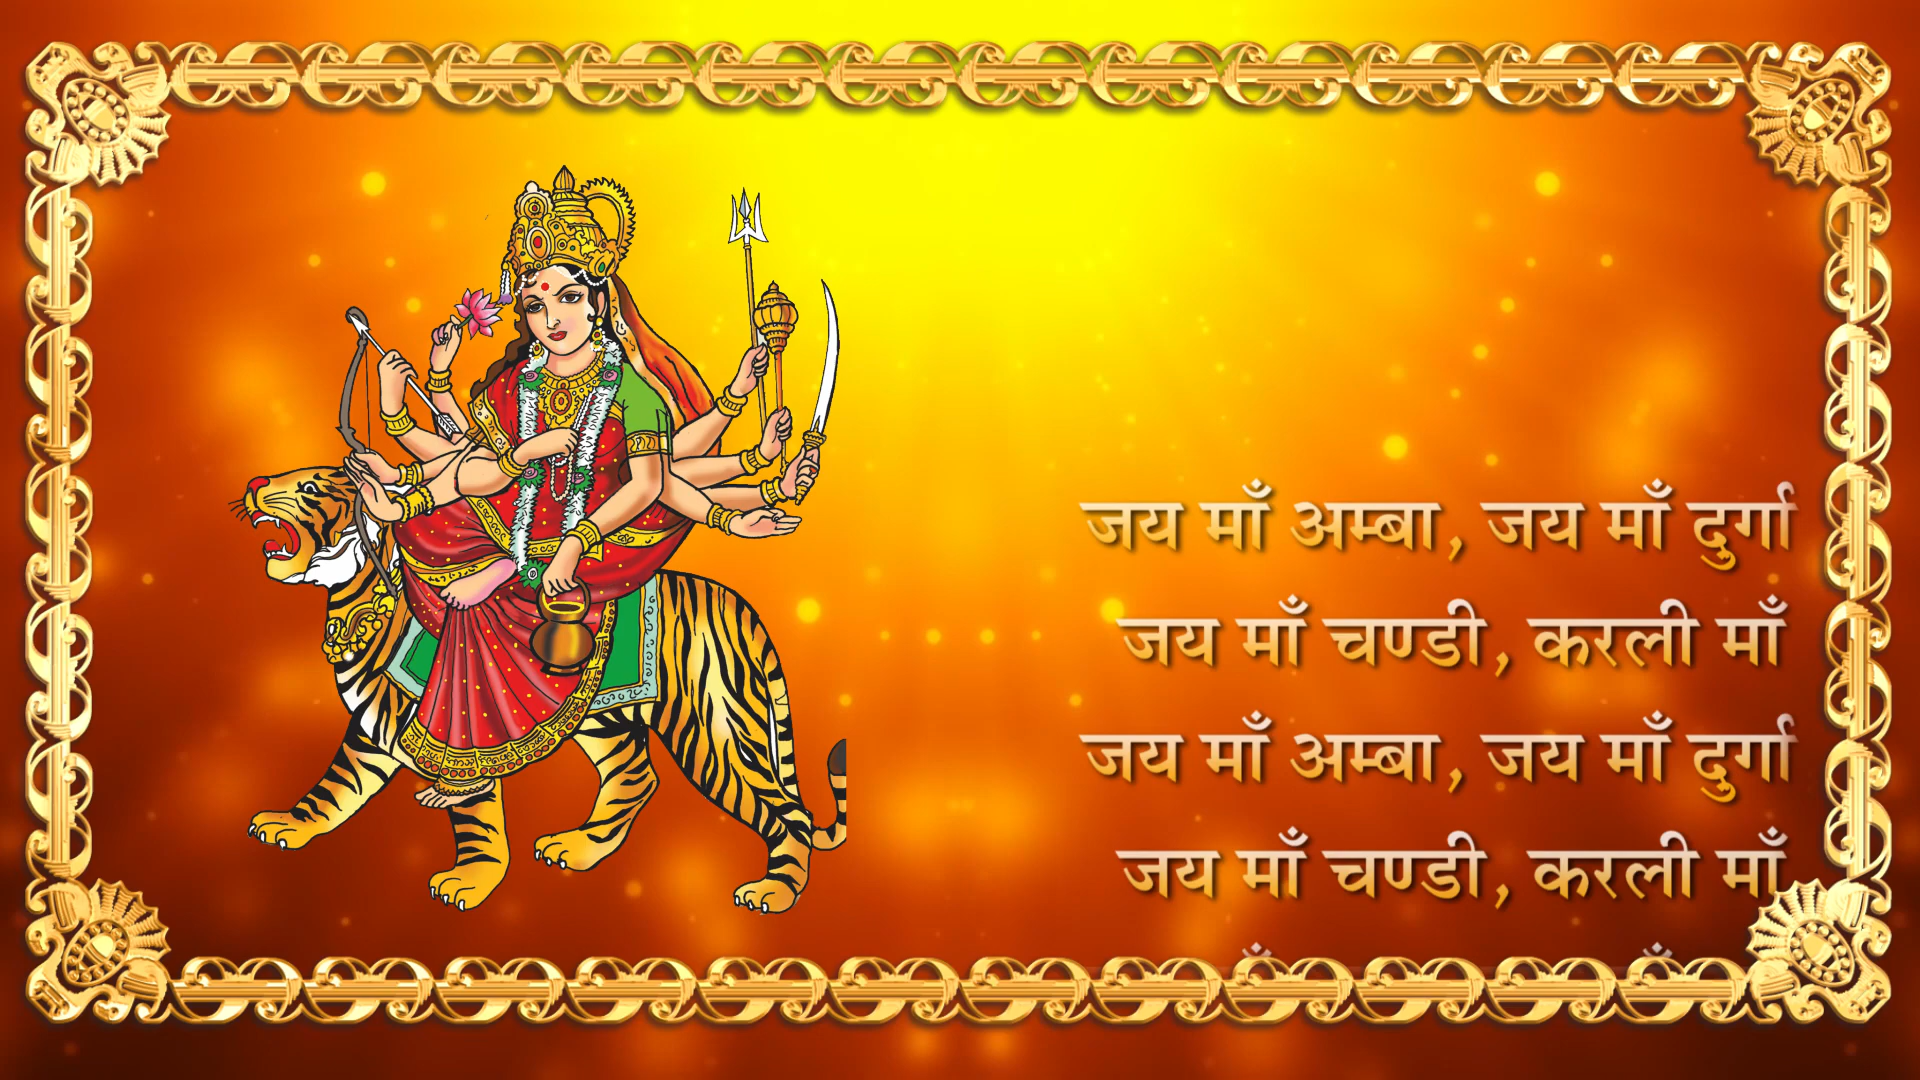 जय माँ अम्बा, जय माँ दुर्गा
जय माँ चण्डी, करली माँ
जय माँ अम्बा, जय माँ दुर्गा
जय माँ चण्डी, करली माँ